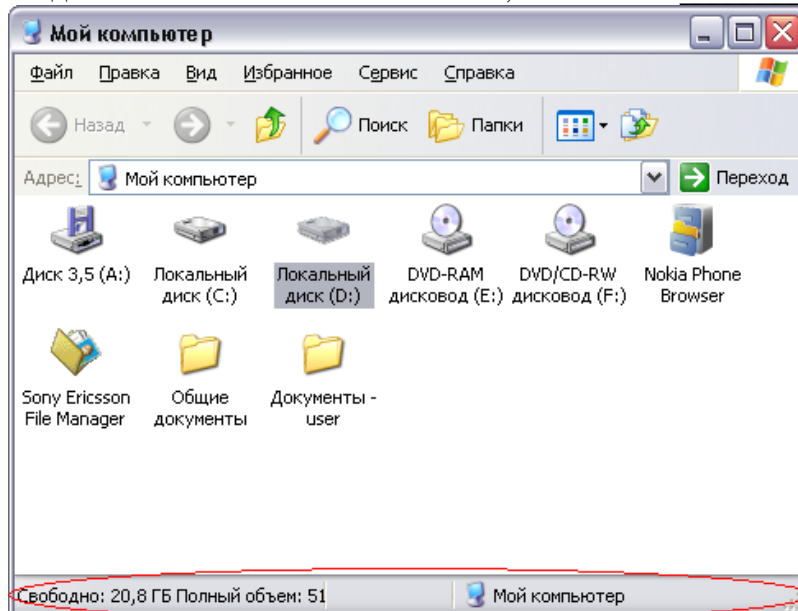 Мой компьютер
Файл Правка Вид Избранное Сервис Справка
Назад Поиск Папки
Адрес: Мой компьютер Переход
Диск 3,5 (A:)
Локальный
диск (C:)
Локальный
диск (D:)
DVD-RAM
дисковод (E:)
DVD/CD-RW
дисковод (F:)
Nokia Phone
Browser
Sony Ericsson
File Manager
Общие
документы
Документы -
user
Свободно: 20,8 ГБ Полный объем: 51
Мой компьютер